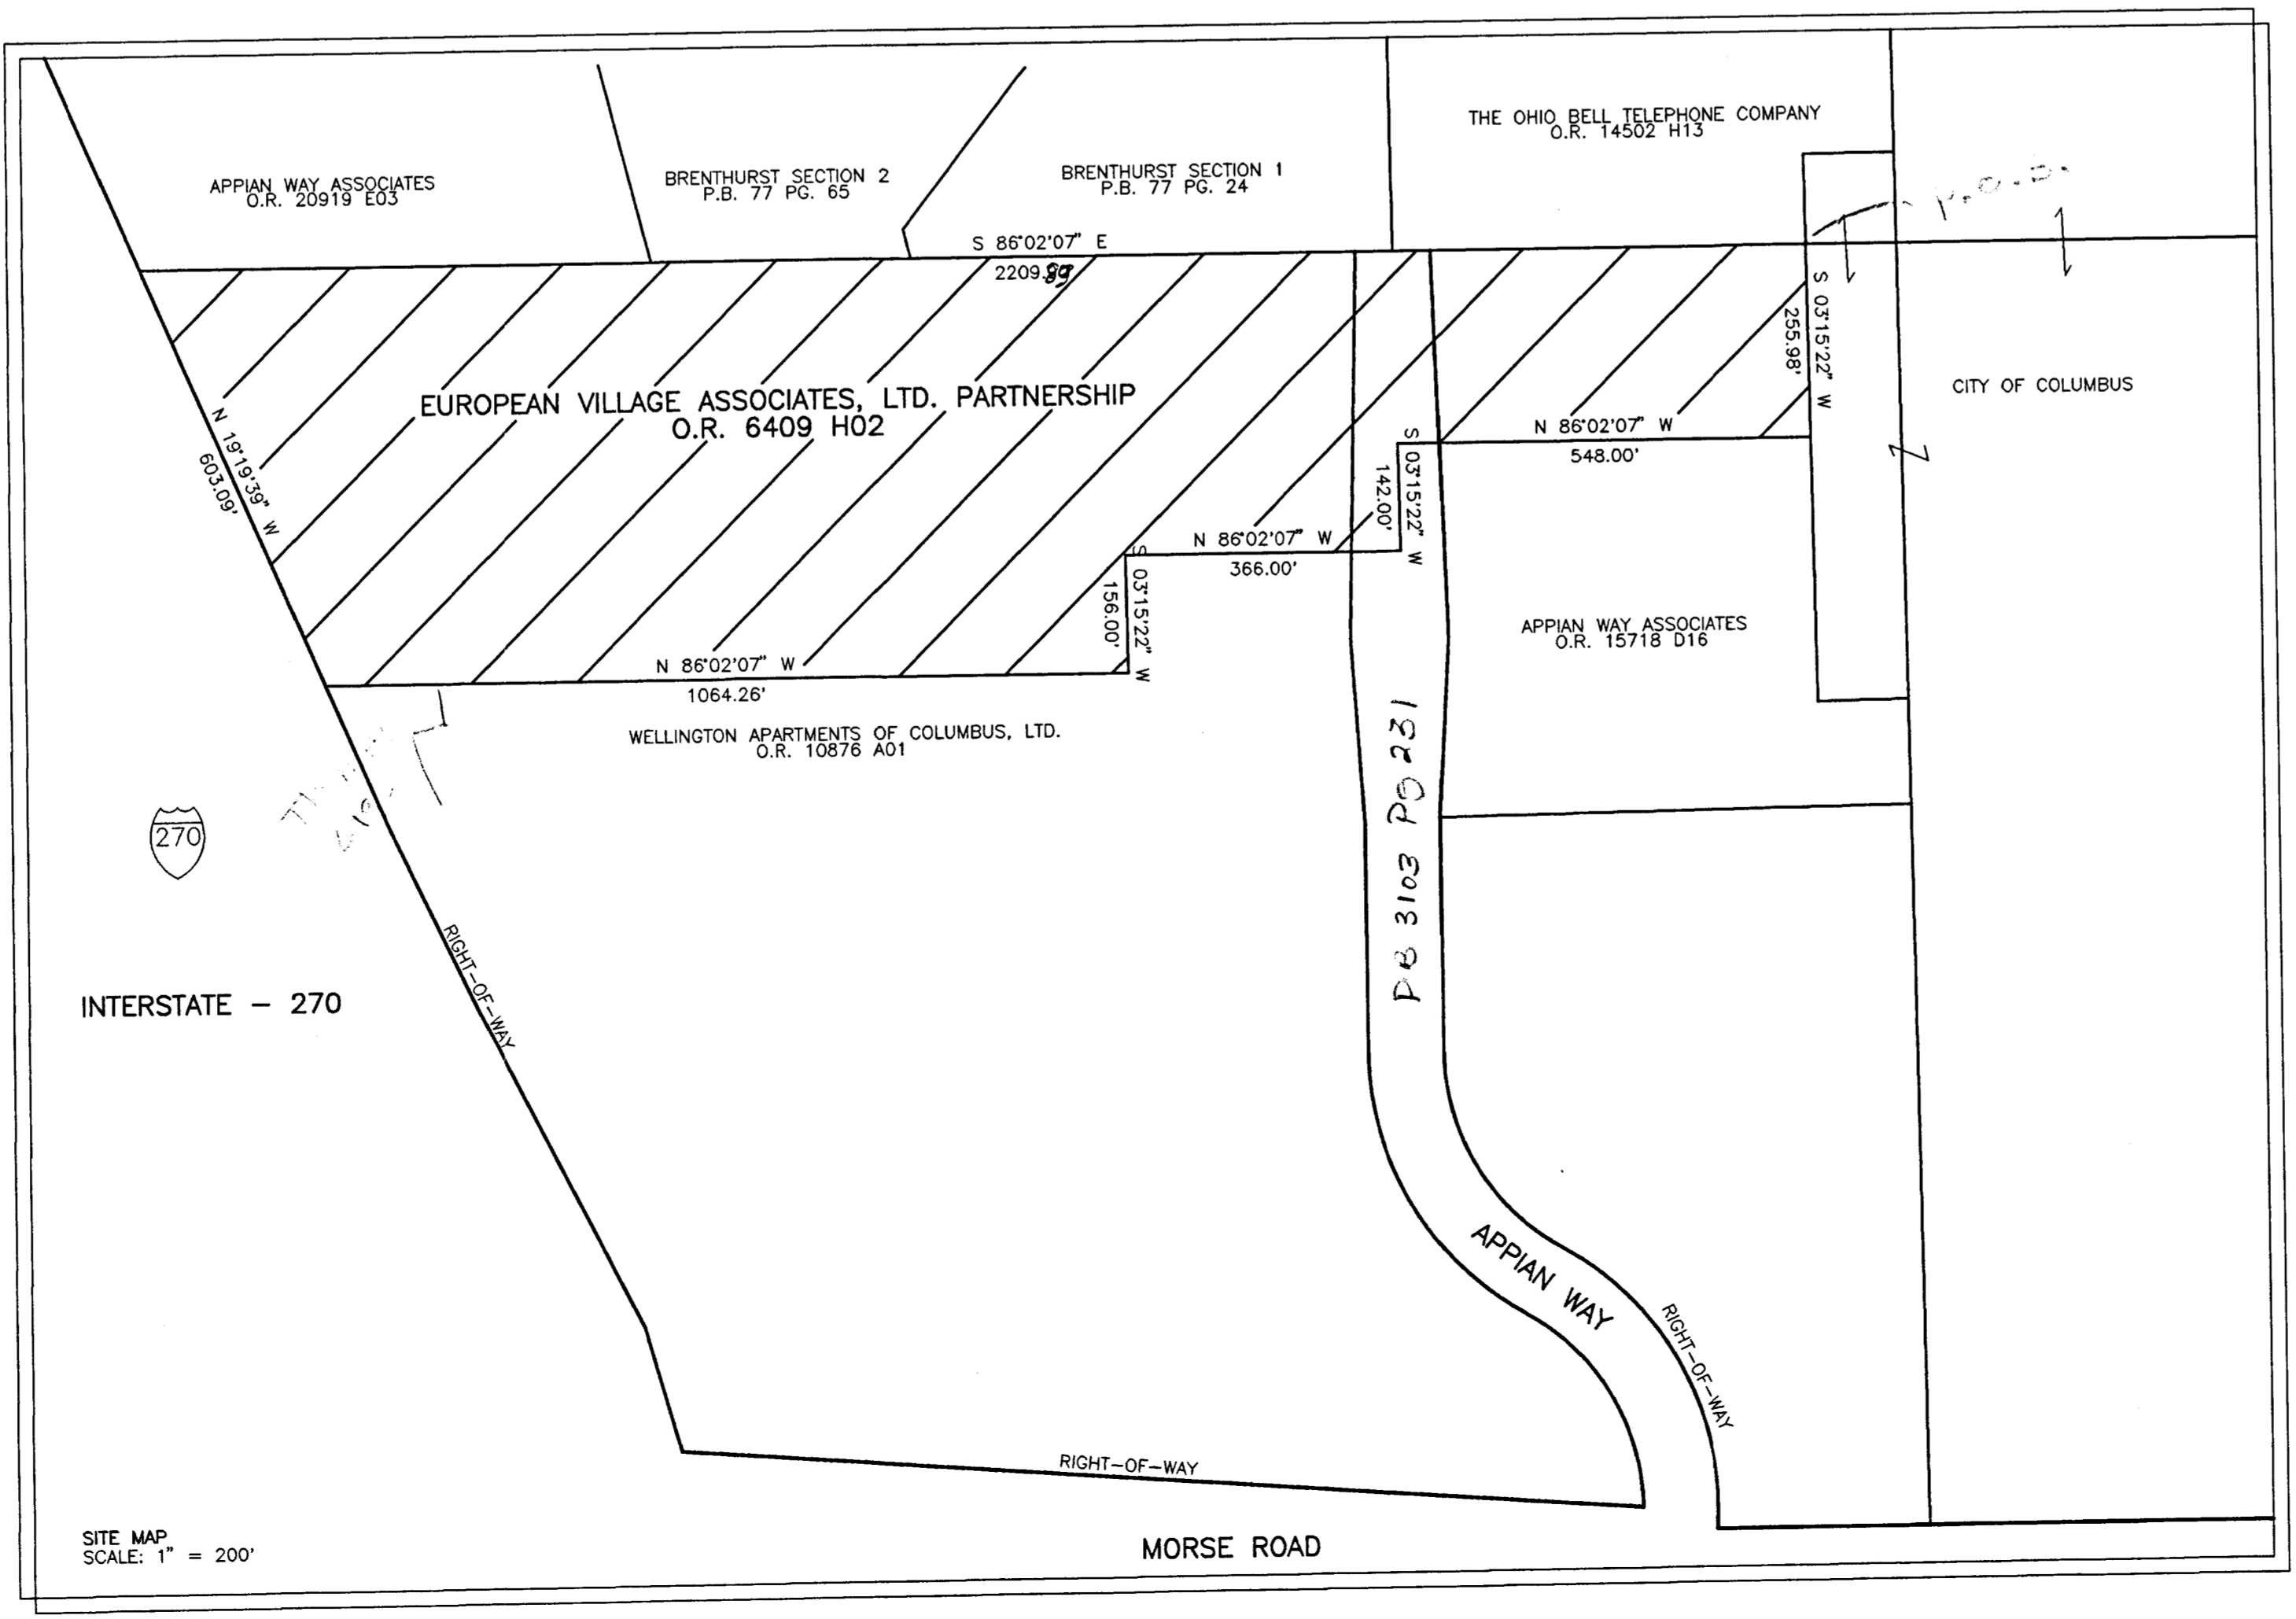 THE OHIO BELL TELEPHONE COMPANY
O.R. 14502 H13
APPIAN WAY ASSOCIATES
O.R. 20919 E03
BRENTHURST SECTION 2
P.B. 77 PG. 65
BRENTHURST SECTION 1
P.B. 77 PG. 24
P.O.B.
S 86°02'07" E
2209.89
S 03°15'22" W
255.98'
CITY OF COLUMBUS
EUROPEAN VILLAGE ASSOCIATES, LTD. PARTNERSHIP
O.R. 6409 H02
N 19°19'39" W
603.09'
N 86°02'07" W
548.00'
S 03°15'22" W
142.00'
N 86°02'07" W
366.00'
S 03°15'22" W
156.00'
N 86°02'07" W
1064.26'
APPIAN WAY ASSOCIATES
O.R. 15718 D16
WELLINGTON APARTMENTS OF COLUMBUS, LTD.
O.R. 10876 A01
PB 3103 PG 231
270
INTERSTATE - 270
RIGHT-OF-WAY
APPIAN WAY
RIGHT-OF-WAY
RIGHT-OF-WAY
MORSE ROAD
SITE MAP
SCALE: 1" = 200'